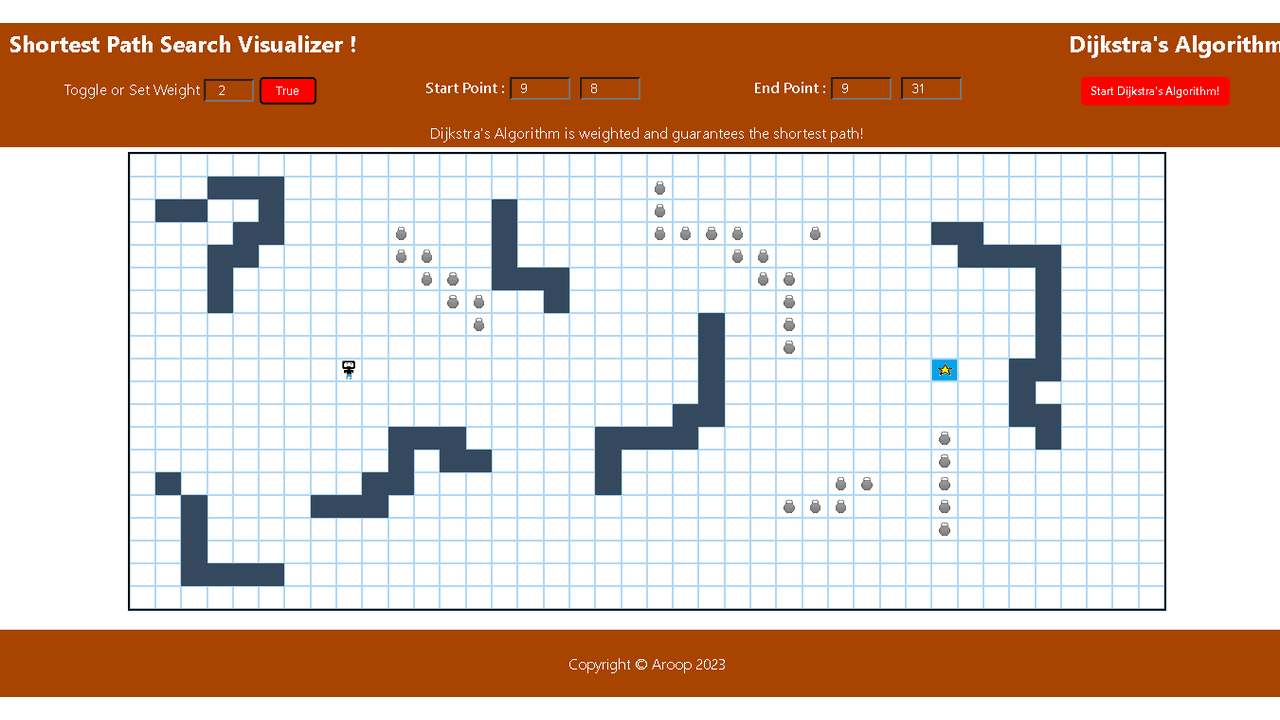 Shortest Path Search Visualizer !
Dijkstra's Algorithm
Toggle or Set Weight 2 True
Start Point : 9 8
End Point : 9 31
Start Dijkstra's Algorithm!
Dijkstra's Algorithm is weighted and guarantees the shortest path!
Copyright © Aroop 2023